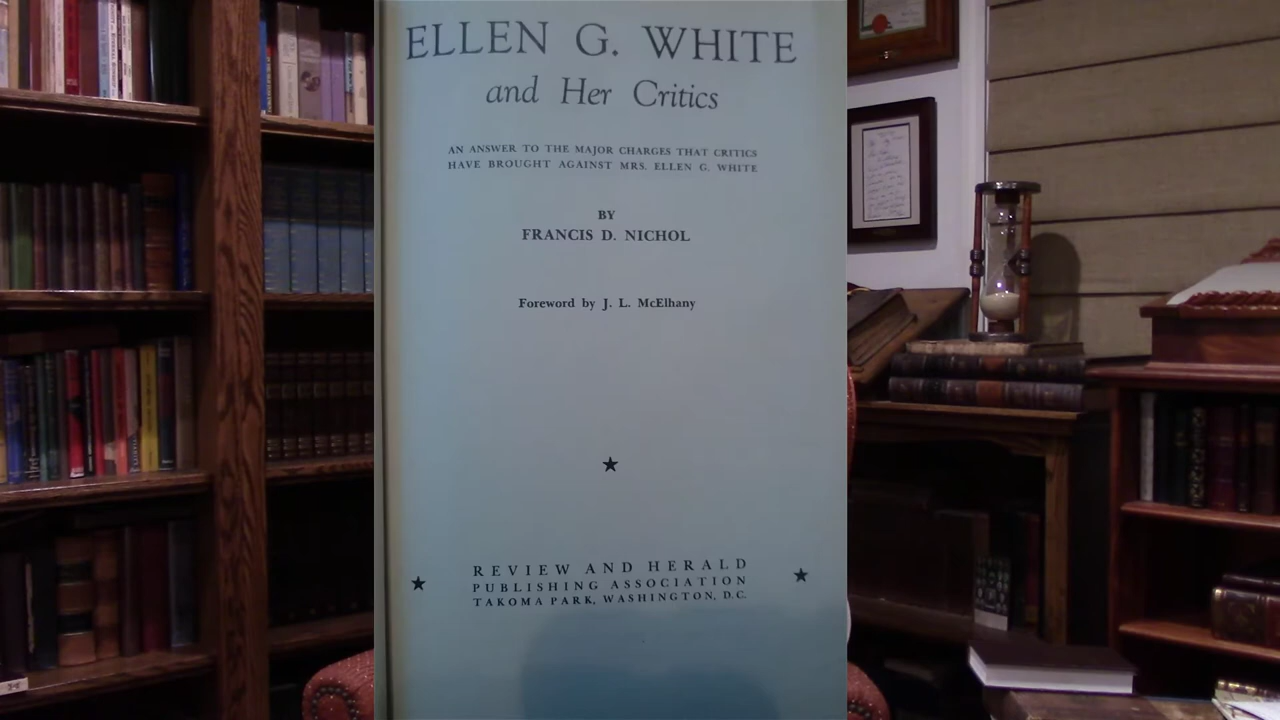 ELLEN G. WHITE
and Her Critics
AN ANSWER TO THE MAJOR CHARGES THAT CRITICS
HAVE BROUGHT AGAINST MRS. ELLEN G. WHITE
BY
FRANCIS D. NICHOL
Foreword by J. L. McElhany
REVIEW AND HERALD
PUBLISHING ASSOCIATION
TAKOMA PARK, WASHINGTON, D.C.